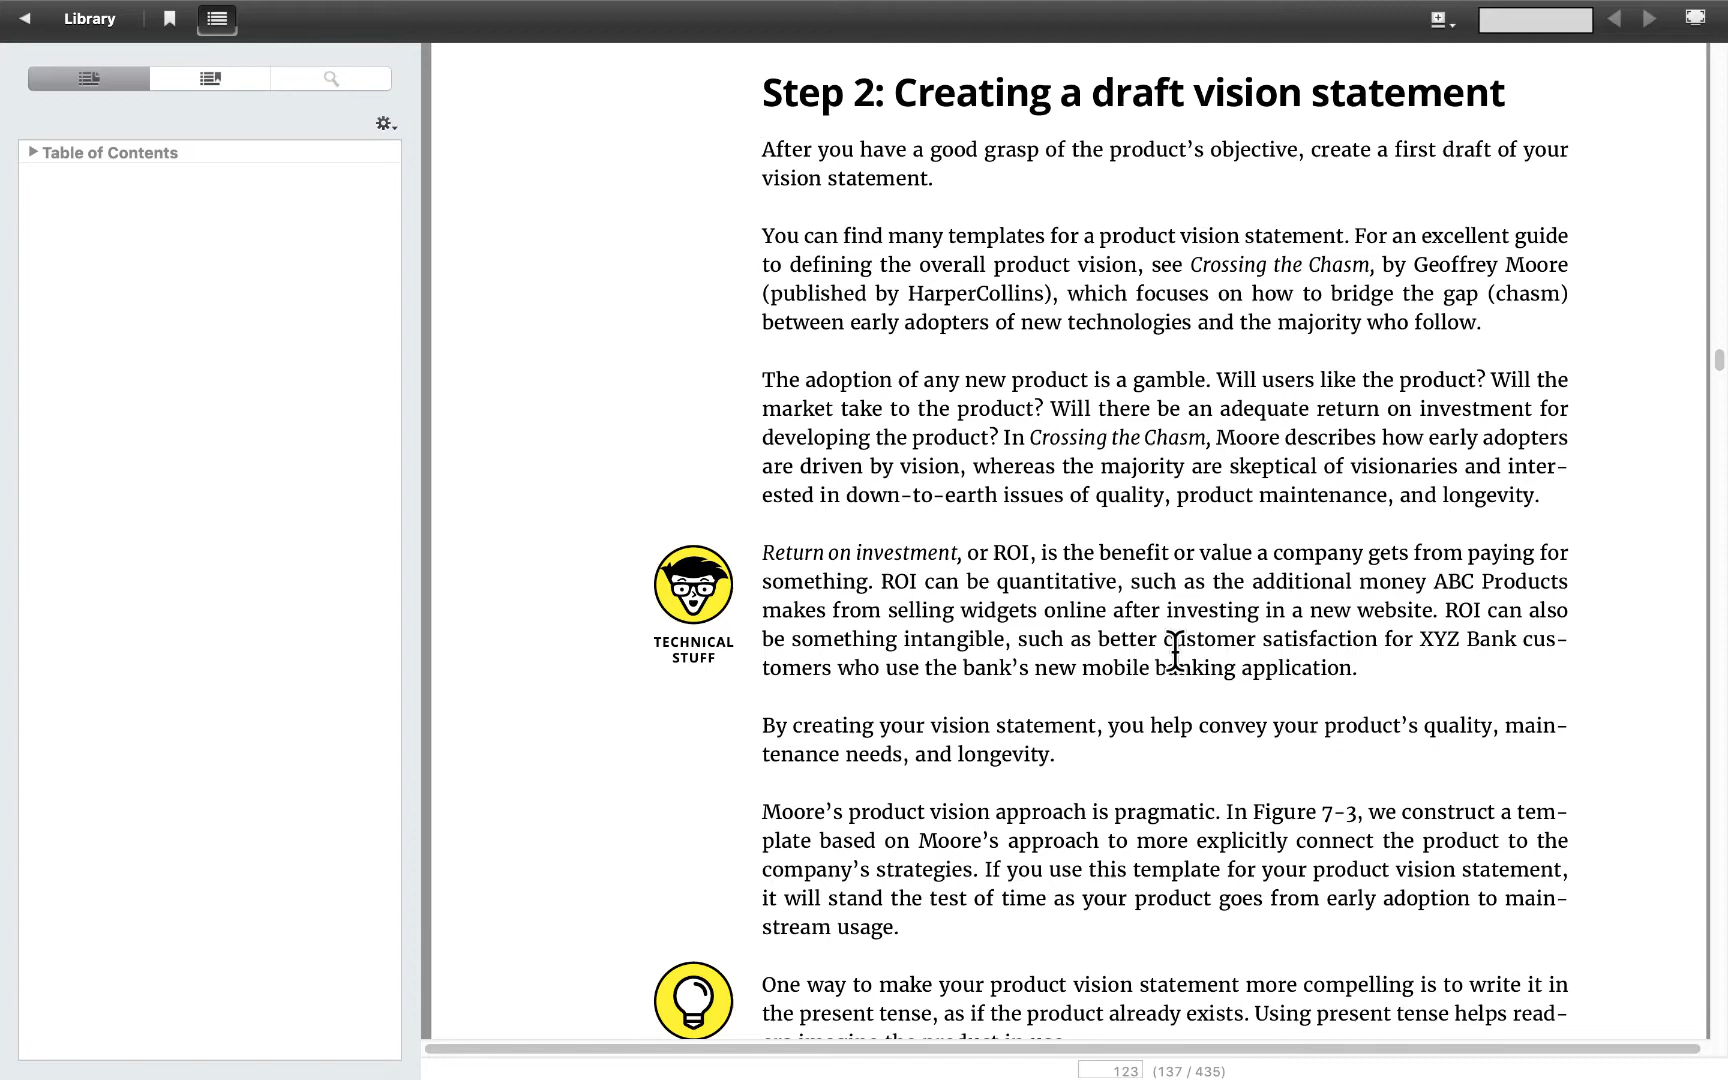 Library
Table of Contents
Step 2: Creating a draft vision statement
After you have a good grasp of the product’s objective, create a first draft of your
vision statement.
You can find many templates for a product vision statement. For an excellent guide
to defining the overall product vision, see Crossing the Chasm, by Geoffrey Moore
(published by HarperCollins), which focuses on how to bridge the gap (chasm)
between early adopters of new technologies and the majority who follow.
The adoption of any new product is a gamble. Will users like the product? Will the
market take to the product? Will there be an adequate return on investment for
developing the product? In Crossing the Chasm, Moore describes how early adopters
are driven by vision, whereas the majority are skeptical of visionaries and inter-
ested in down-to-earth issues of quality, product maintenance, and longevity.
TECHNICAL
STUFF
Return on investment, or ROI, is the benefit or value a company gets from paying for
something. ROI can be quantitative, such as the additional money ABC Products
makes from selling widgets online after investing in a new website. ROI can also
be something intangible, such as better customer satisfaction for XYZ Bank cus-
tomers who use the bank’s new mobile banking application.
By creating your vision statement, you help convey your product’s quality, main-
tenance needs, and longevity.
Moore’s product vision approach is pragmatic. In Figure 7-3, we construct a tem-
plate based on Moore’s approach to more explicitly connect the product to the
company’s strategies. If you use this template for your product vision statement,
it will stand the test of time as your product goes from early adoption to main-
stream usage.
One way to make your product vision statement more compelling is to write it in
the present tense, as if the product already exists. Using present tense helps read-
123 (137 / 435)